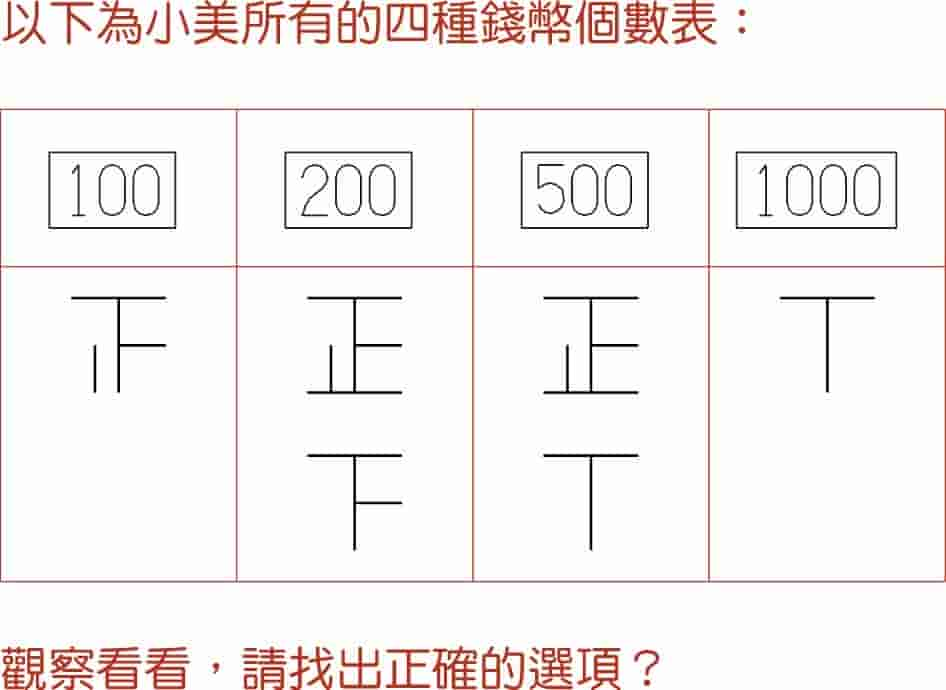 以下為小美所有的四種錢幣個數表：
100 200 500 1000
正 正 丅
下 丅
觀察看看，請找出正確的選項？